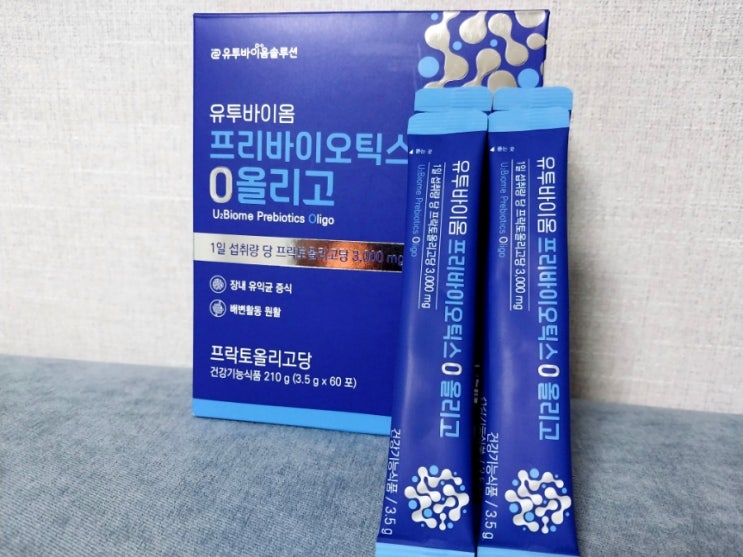 유투바이옴솔루션
유투바이옴
프리바이오틱스
O올리고
U₂Biome Prebiotics Oligo
1일 섭취량 당 프락토올리고당 3,000 mg
장내 유익균 증식
배변활동 원활
프락토올리고당
건강기능식품 210 g (3.5 g x 60 포)
뜯는 곳
유투바이옴 프리바이오틱스 O 올리고
1일 섭취량 당 프락토올리고당 3,000 mg
U₂Biome Prebiotics Oligo
건강기능식품 / 3.5 g
뜯는 곳
유투바이옴 프리바이오틱스 O 올리고
1일 섭취량 당 프락토올리고당 3,000 mg
U₂Biome Prebiotics Oligo
건강기능식품 / 3.5 g